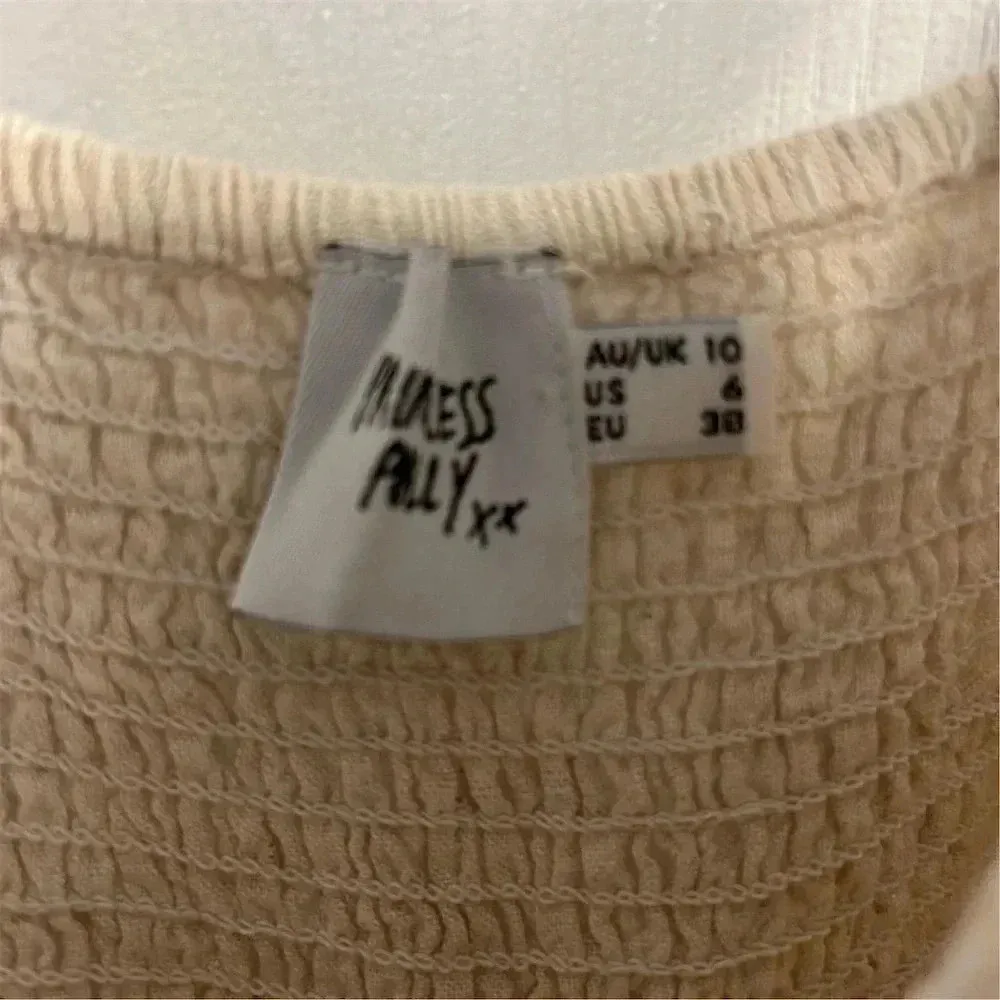 PRINCESS
POLLY xx
AU/UK 10
US 6
EU 38